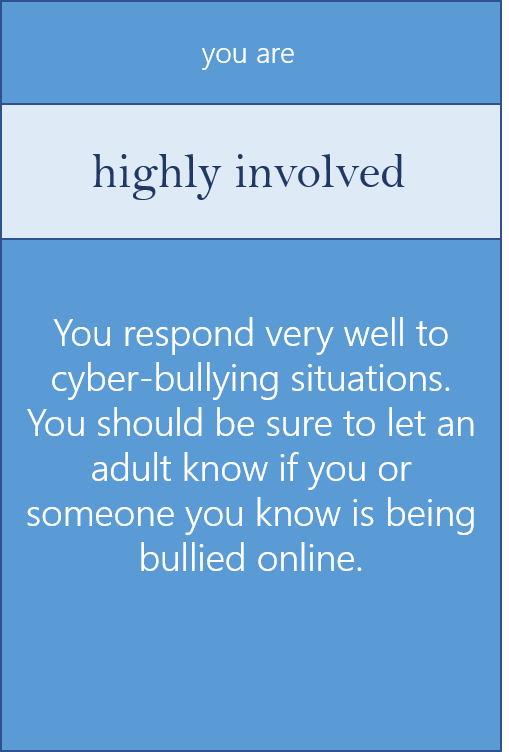 you are
highly involved
You respond very well to
cyber-bullying situations.
You should be sure to let an
adult know if you or
someone you know is being
bullied online.